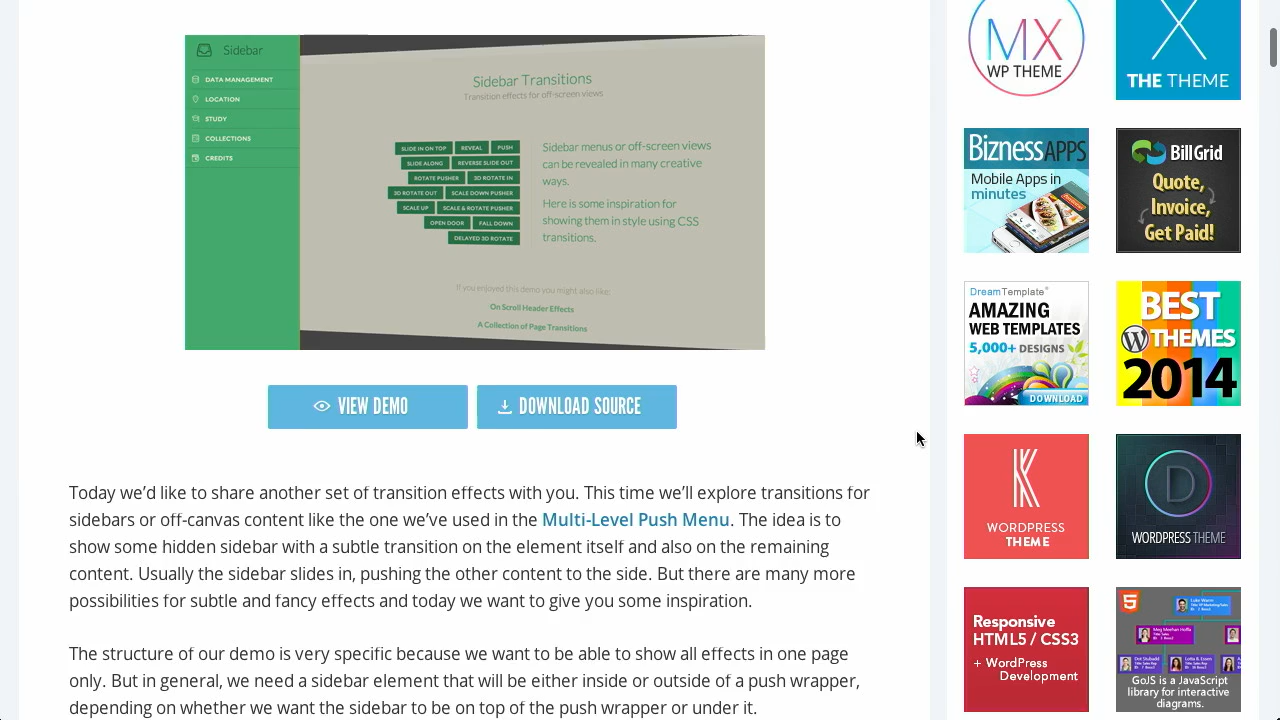 Sidebar
DATA MANAGEMENT
LOCATION
STUDY
COLLECTIONS
CREDITS
Sidebar Transitions
Transition effects for off-screen views
SLIDE IN ON TOP REVEAL PUSH
SLIDE ALONG REVERSE SLIDE OUT
ROTATE PUSHER 3D ROTATE IN
3D ROTATE OUT SCALE DOWN PUSHER
SCALE UP SCALE & ROTATE PUSHER
OPEN DOOR FALL DOWN
DELAYED 3D ROTATE
Sidebar menus or off-screen views
can be revealed in many creative
ways.
Here is some inspiration for
showing them in style using CSS
transitions.
If you enjoyed this demo you might also like:
On Scroll Header Effects
A Collection of Page Transitions
VIEW DEMO DOWNLOAD SOURCE
Today we’d like to share another set of transition effects with you. This time we’ll explore transitions for
sidebars or off-canvas content like the one we’ve used in the Multi-Level Push Menu. The idea is to
show some hidden sidebar with a subtle transition on the element itself and also on the remaining
content. Usually the sidebar slides in, pushing the other content to the side. But there are many more
possibilities for subtle and fancy effects and today we want to give you some inspiration.
The structure of our demo is very specific because we want to be able to show all effects in one page
only. But in general, we need a sidebar element that will be either inside or outside of a push wrapper,
depending on whether we want the sidebar to be on top of the push wrapper or under it.
MX
WP THEME
X
THE THEME
BiznessAPPS
Mobile Apps in
minutes
Bill Grid
Quote,
Invoice,
Get Paid!
DreamTemplate®
AMAZING
WEB TEMPLATES
5,000+ DESIGNS
DOWNLOAD
BEST
W THEMES
2014
K
WORDPRESS
THEME
D
WORDPRESS THEME
Responsive
HTML5 / CSS3
+ WordPress
Development
5
GoJS is a JavaScript
library for interactive
diagrams.